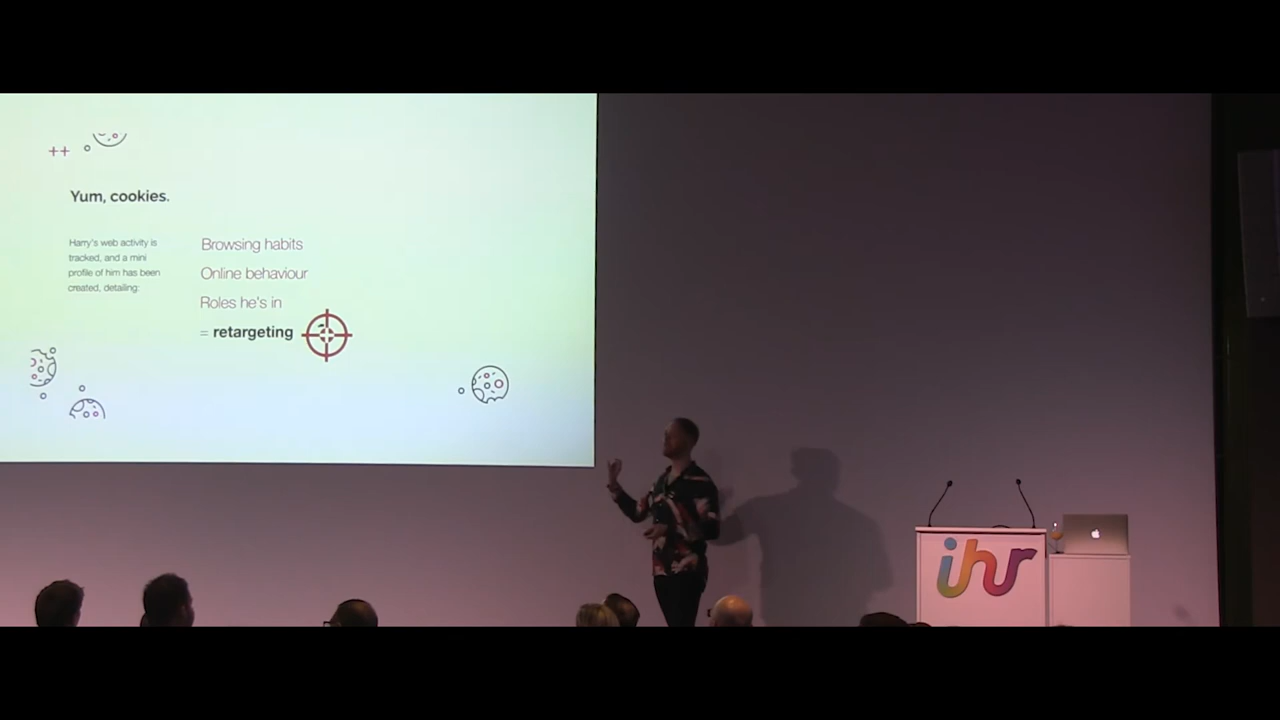 Yum, cookies.
Harry's web activity is
tracked, and a mini
profile of him has been
created, detailing:
Browsing habits
Online behaviour
Roles he's in
= retargeting
ihr